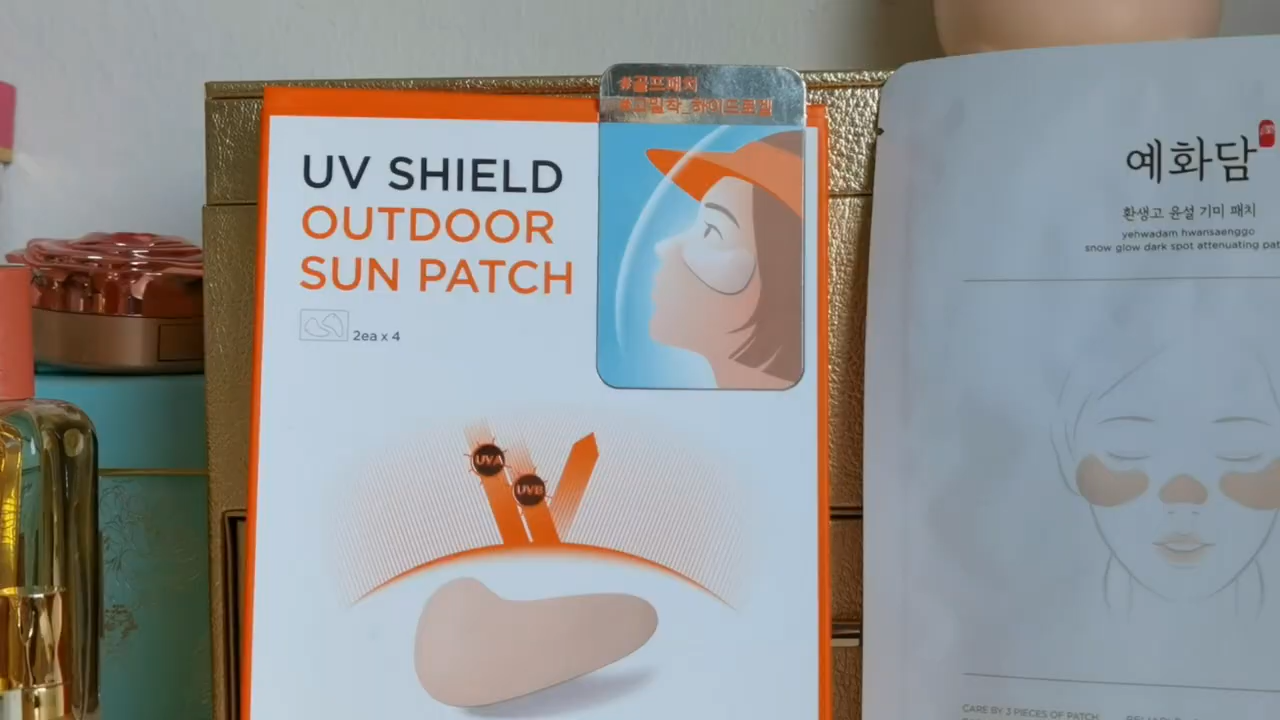 #골프패치
#고밀착_하이드로겔
UV SHIELD
OUTDOOR
SUN PATCH
2ea x 4
UVA
UVB
예화담
환생고 윤설 기미 패치
yehwadam hwansaenggo
snow glow dark spot attenuating
CARE BY 3 PIECES OF PATCH